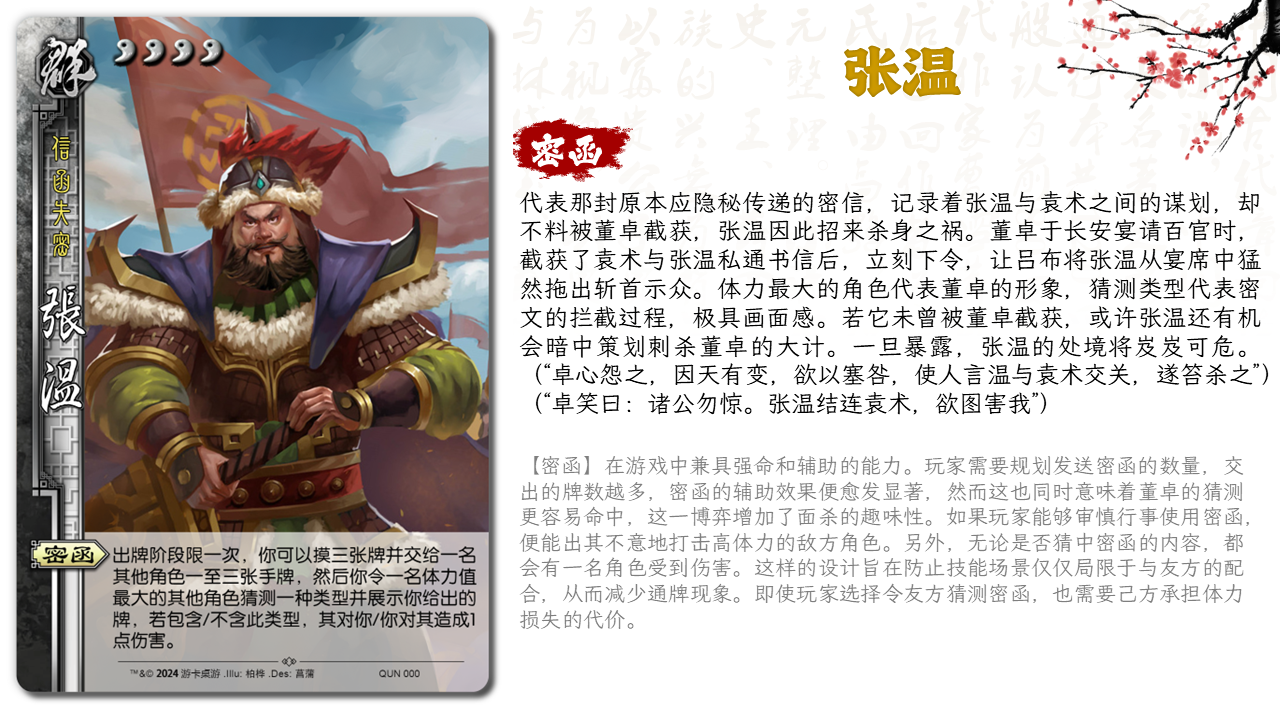 群
信函失密
張温
密函
出牌阶段限一次，你可以摸三张牌并交给一名
其他角色一至三张手牌，然后你令一名体力值
最大的其他角色猜测一种类型并展示你给出的
牌，若包含/不含此类型，其对你/你对其造成1
点伤害。
™&© 2024 游卡桌游 .Illu: 柏桦 .Des: 菖蒲
QUN 000
张温
密函
代表那封原本应隐秘传递的密信，记录着张温与袁术之间的谋划，却
不料被董卓截获，张温因此招来杀身之祸。董卓于长安宴请百官时，
截获了袁术与张温私通书信后，立刻下令，让吕布将张温从宴席中猛
然拖出斩首示众。体力最大的角色代表董卓的形象，猜测类型代表密
文的拦截过程，极具画面感。若它未曾被董卓截获，或许张温还有机
会暗中策划刺杀董卓的大计。一旦暴露，张温的处境将岌岌可危。
（“卓心怨之，因天有变，欲以塞咎，使人言温与袁术交关，遂笞杀之”）
（“卓笑曰：诸公勿惊。张温结连袁术，欲图害我”）
【密函】在游戏中兼具强命和辅助的能力。玩家需要规划发送密函的数量，交
出的牌数越多，密函的辅助效果便愈发显著，然而这也同时意味着董卓的猜测
更容易命中，这一博弈增加了面杀的趣味性。如果玩家能够审慎行事使用密函，
便能出其不意地打击高体力的敌方角色。另外，无论是否猜中密函的内容，都
会有一名角色受到伤害。这样的设计旨在防止技能场景仅仅局限于与友方的配
合，从而减少通牌现象。即使玩家选择令友方猜测密函，也需要己方承担体力
损失的代价。